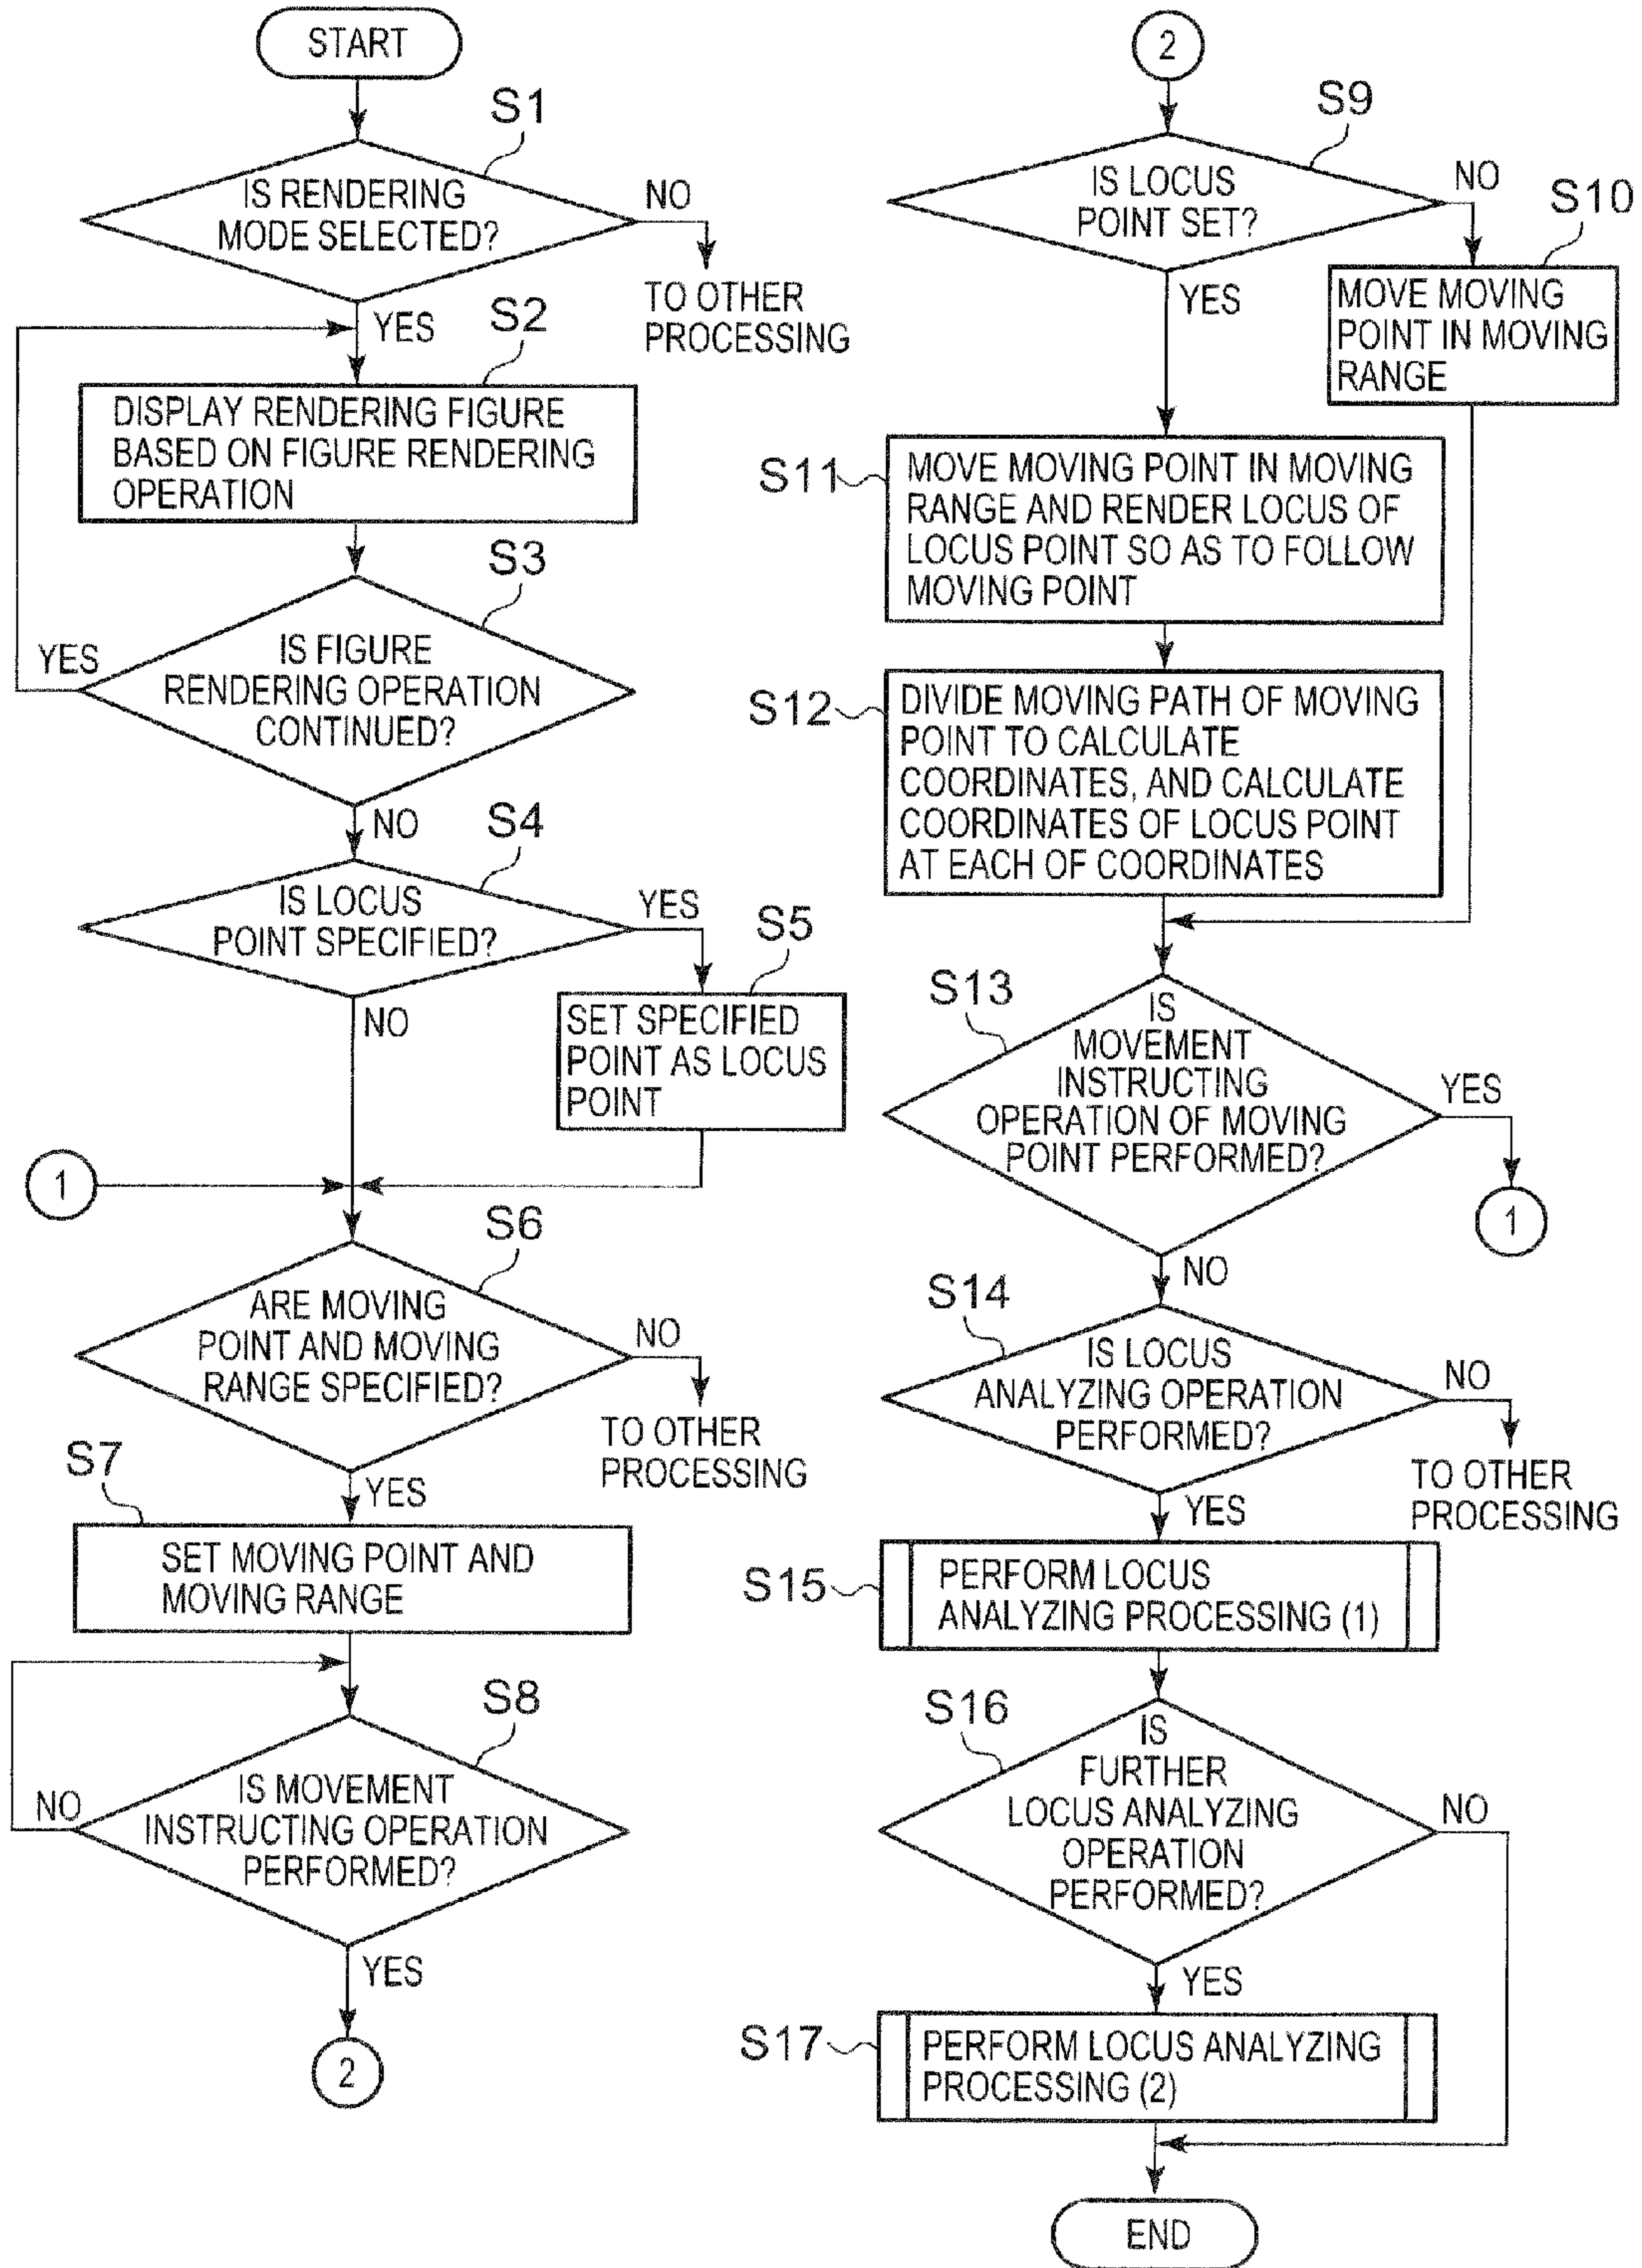 START
S1
IS RENDERING
MODE SELECTED?
NO
TO OTHER
PROCESSING
YES
S2
DISPLAY RENDERING FIGURE
BASED ON FIGURE RENDERING
OPERATION
S3
IS FIGURE
RENDERING OPERATION
CONTINUED?
YES
NO
S4
IS LOCUS
POINT SPECIFIED?
YES
S5
SET SPECIFIED
POINT AS LOCUS
POINT
NO
1
S6
ARE MOVING
POINT AND MOVING
RANGE SPECIFIED?
NO
TO OTHER
PROCESSING
YES
S7
SET MOVING POINT AND
MOVING RANGE
S8
IS MOVEMENT
INSTRUCTING OPERATION
PERFORMED?
NO
YES
2
2
S9
IS LOCUS
POINT SET?
NO
S10
MOVE MOVING
POINT IN MOVING
RANGE
YES
S11
MOVE MOVING POINT IN MOVING
RANGE AND RENDER LOCUS OF
LOCUS POINT SO AS TO FOLLOW
MOVING POINT
S12
DIVIDE MOVING PATH OF MOVING
POINT TO CALCULATE
COORDINATES, AND CALCULATE
COORDINATES OF LOCUS POINT
AT EACH OF COORDINATES
S13
IS
MOVEMENT
INSTRUCTING
OPERATION OF MOVING
POINT PERFORMED?
YES
1
NO
S14
IS LOCUS
ANALYZING OPERATION
PERFORMED?
NO
TO OTHER
PROCESSING
YES
S15
PERFORM LOCUS
ANALYZING PROCESSING (1)
S16
IS
FURTHER
LOCUS ANALYZING
OPERATION
PERFORMED?
NO
YES
S17
PERFORM LOCUS ANALYZING
PROCESSING (2)
END